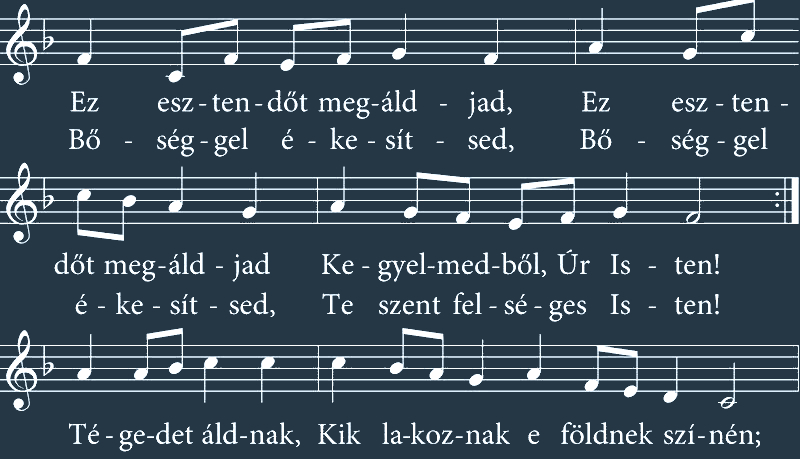 Ez esz - ten - dőt meg-áld - jad, Ez esz - ten -
Bő - ség - gel é - ke - sít - sed, Bő - ség - gel
dőt meg-áld - jad Ke - gyel-med-ből, Úr Is - ten!
é - ke - sít - sed, Te szent fel - sé - ges Is - ten!
Té - ge-det áld-nak, Kik la-koz-nak e földnek szí-nén;